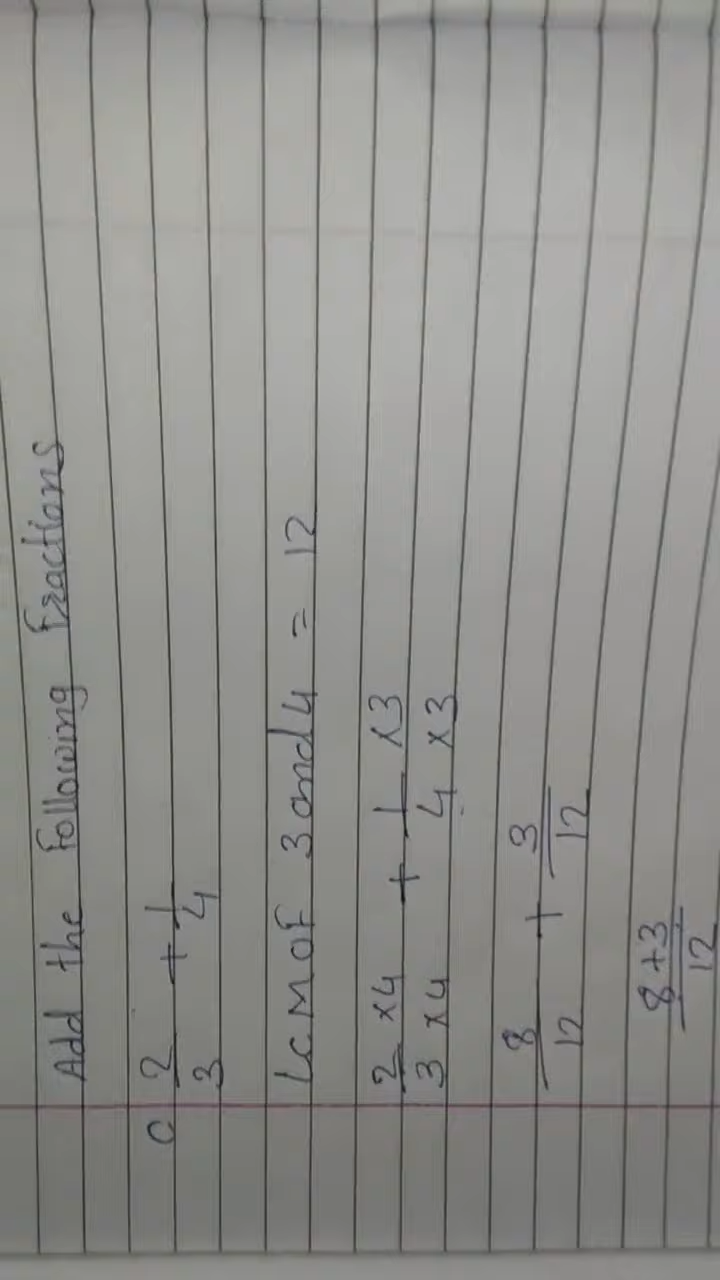 Add the Following Fractions
c 2/3 + 1/4
LCM OF 3 and 4 = 12
2 ×4/3 ×4 + 1 ×3/4 ×3
8/12 + 3/12
8+3/12